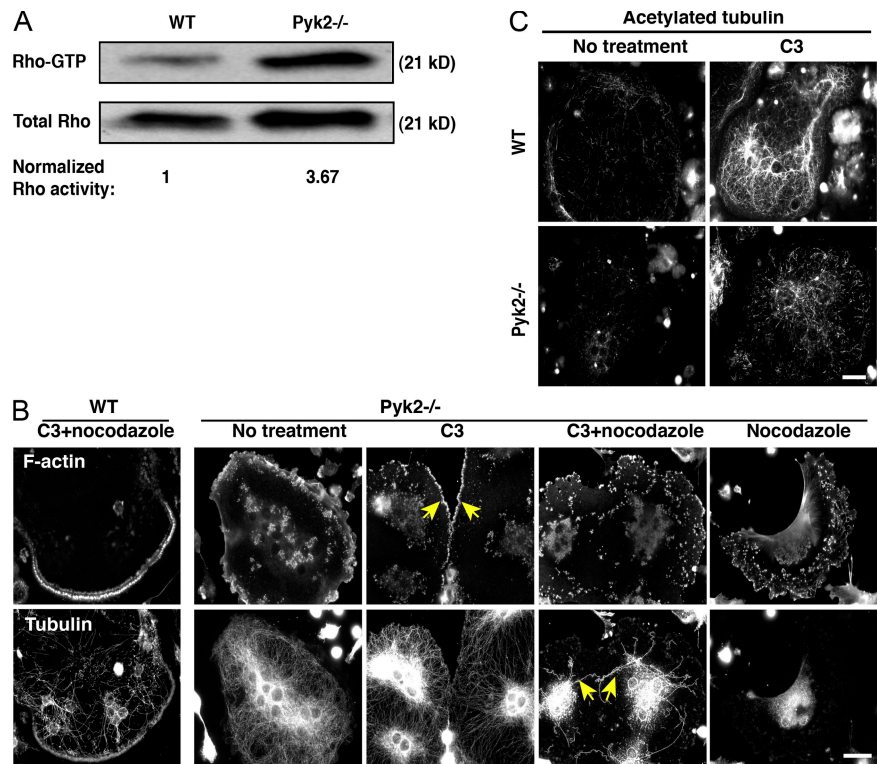 A
WT Pyk2-/-
Rho-GTP (21 kD)
Total Rho (21 kD)
Normalized
Rho activity: 1 3.67
C
Acetylated tubulin
No treatment C3
WT
Pyk2-/-
B
WT Pyk2-/-
C3+nocodazole No treatment C3 C3+nocodazole Nocodazole
F-actin
Tubulin